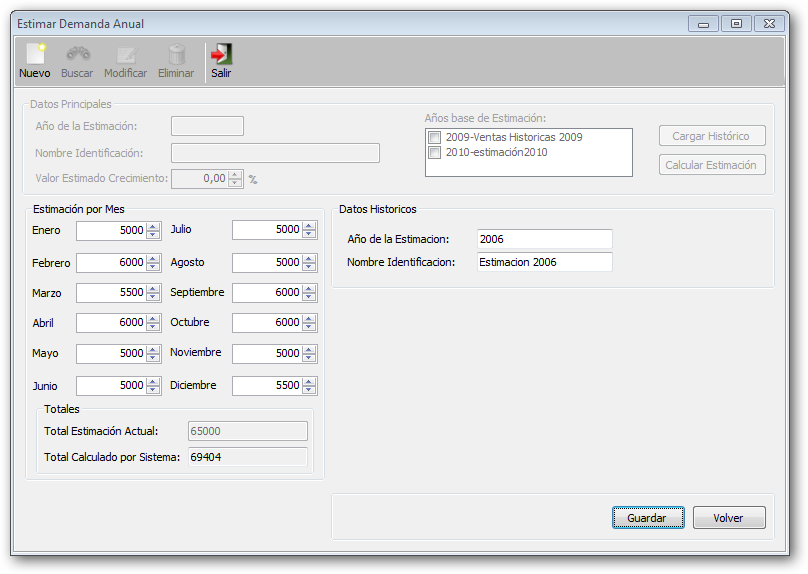 Estimar Demanda Anual
Nuevo Buscar Modificar Eliminar Salir
Datos Principales
Año de la Estimación:
Nombre Identificación:
Valor Estimado Crecimiento: 0,00 %
Años base de Estimación:
2009-Ventas Historicas 2009
2010-estimación2010
Cargar Histórico
Calcular Estimación
Estimación por Mes
Enero 5000 Julio 5000
Febrero 6000 Agosto 5000
Marzo 5500 Septiembre 6000
Abril 6000 Octubre 6000
Mayo 5000 Noviembre 5000
Junio 5000 Diciembre 5500
Totales
Total Estimación Actual: 65000
Total Calculado por Sistema: 69404
Datos Historicos
Año de la Estimacion: 2006
Nombre Identificacion: Estimacion 2006
Guardar Volver